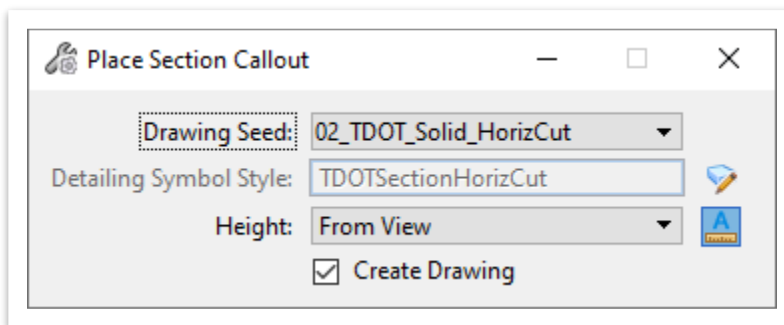 Place Section Callout
Drawing Seed: 02_TDOT_Solid_HorizCut
Detailing Symbol Style: TDOTSectionHorizCut
Height: From View
A
Create Drawing